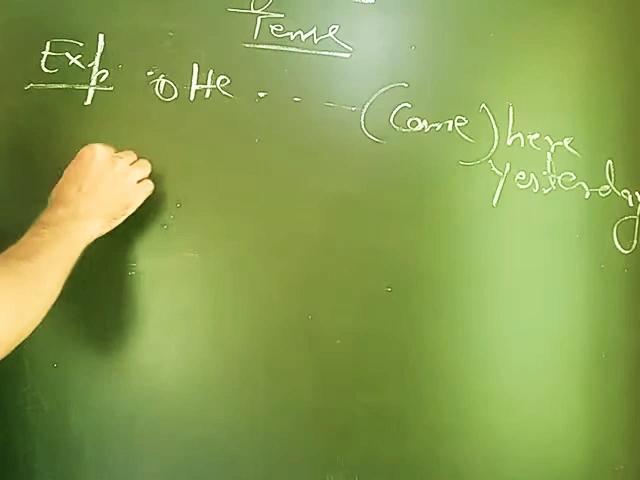 Tense
Exp ① He . - - (Come) here
yesterday